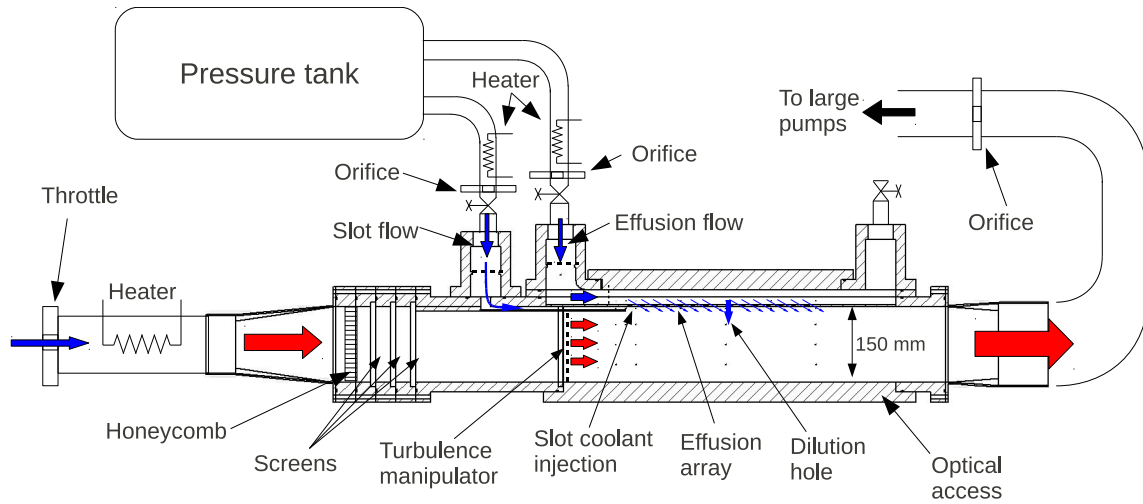 Pressure tank
Heater
To large
pumps
Orifice
Orifice
Throttle
Slot flow
Effusion flow
Orifice
Heater
150 mm
Honeycomb
Screens
Turbulence
manipulator
Slot coolant
injection
Effusion
array
Dilution
hole
Optical
access